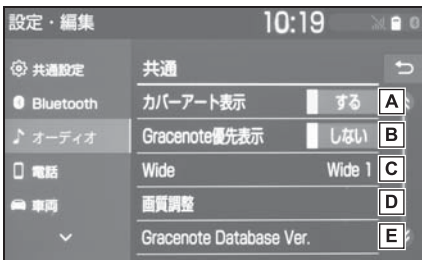 設定・編集
10:19
共通設定
共通
Bluetooth
カバーアート表示 する A
オーディオ
Gracenote優先表示 しない B
電話
Wide Wide 1 C
車両
画質調整 D
Gracenote Database Ver. E